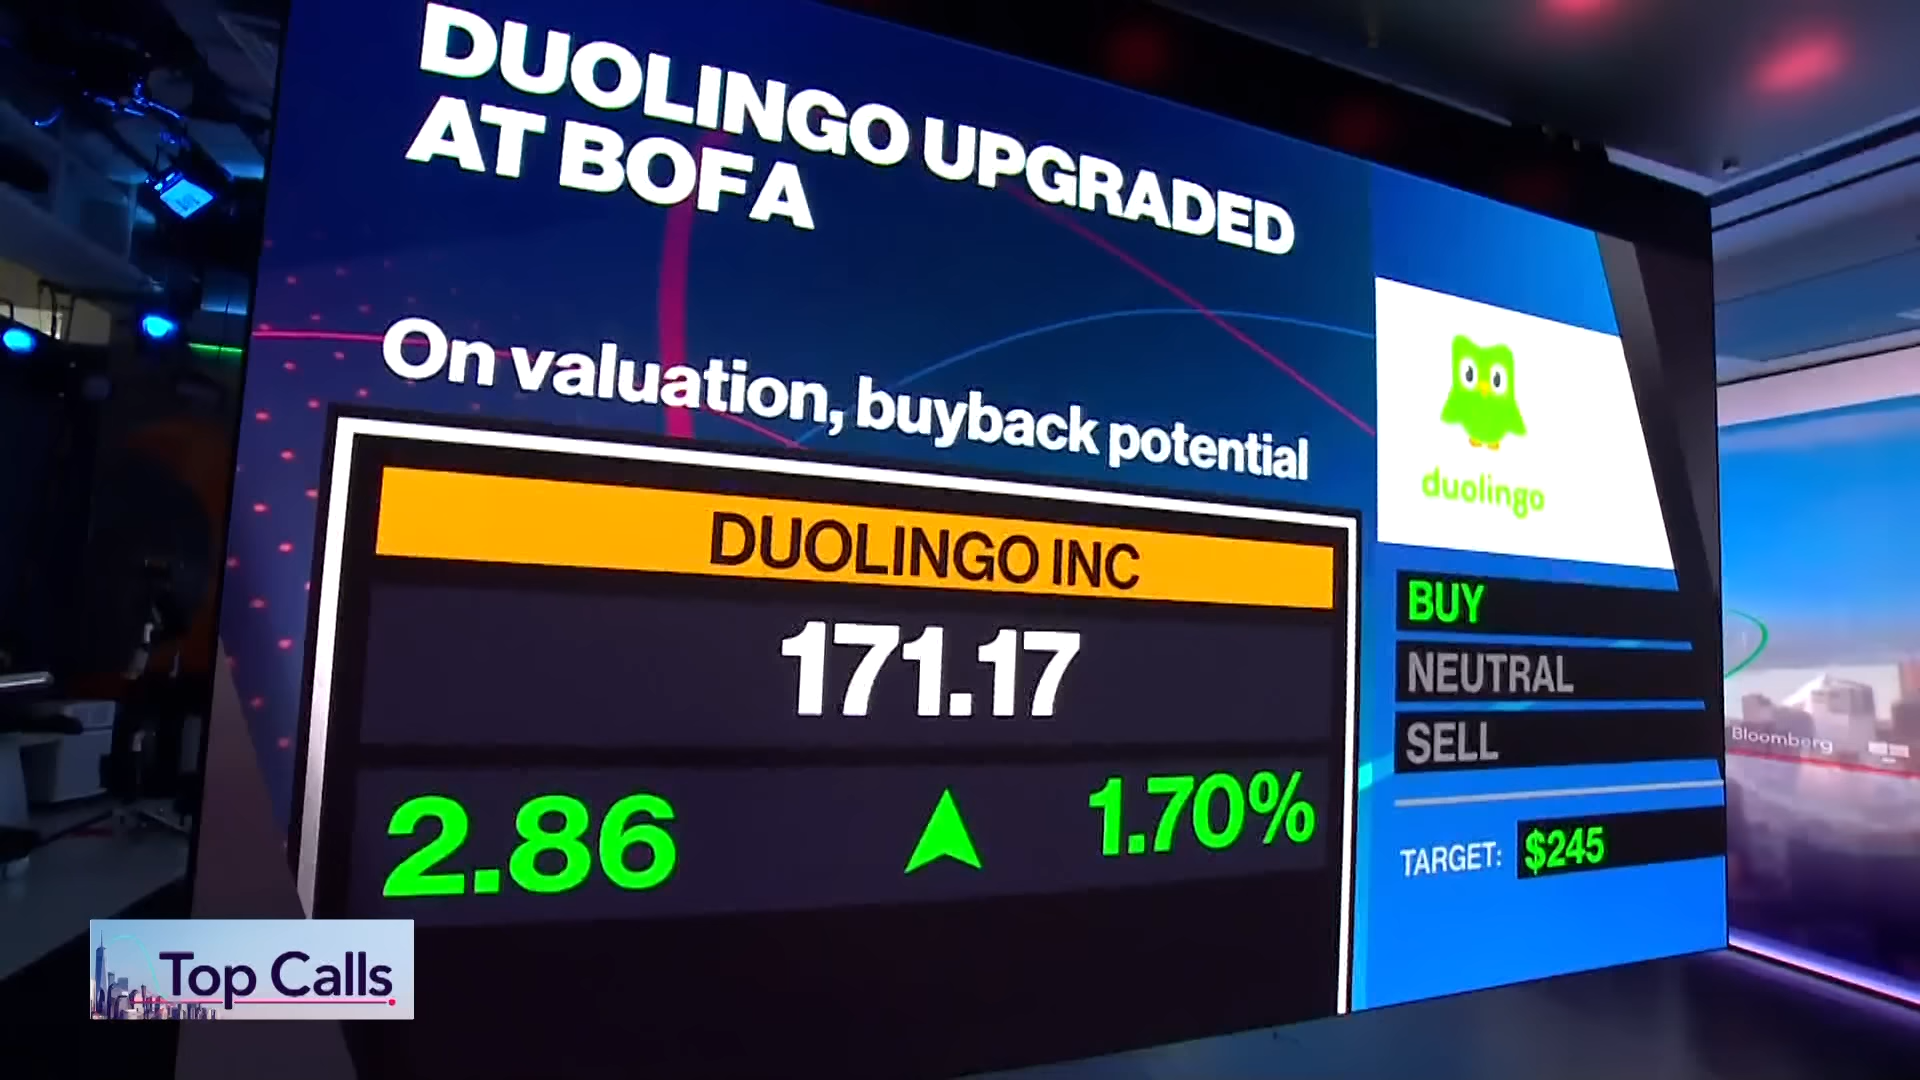 DUOLINGO UPGRADED
AT BOFA
On valuation, buyback potential
DUOLINGO INC
171.17
2.86 1.70%
duolingo
BUY
NEUTRAL
SELL
TARGET: $245
Bloomberg
Top Calls